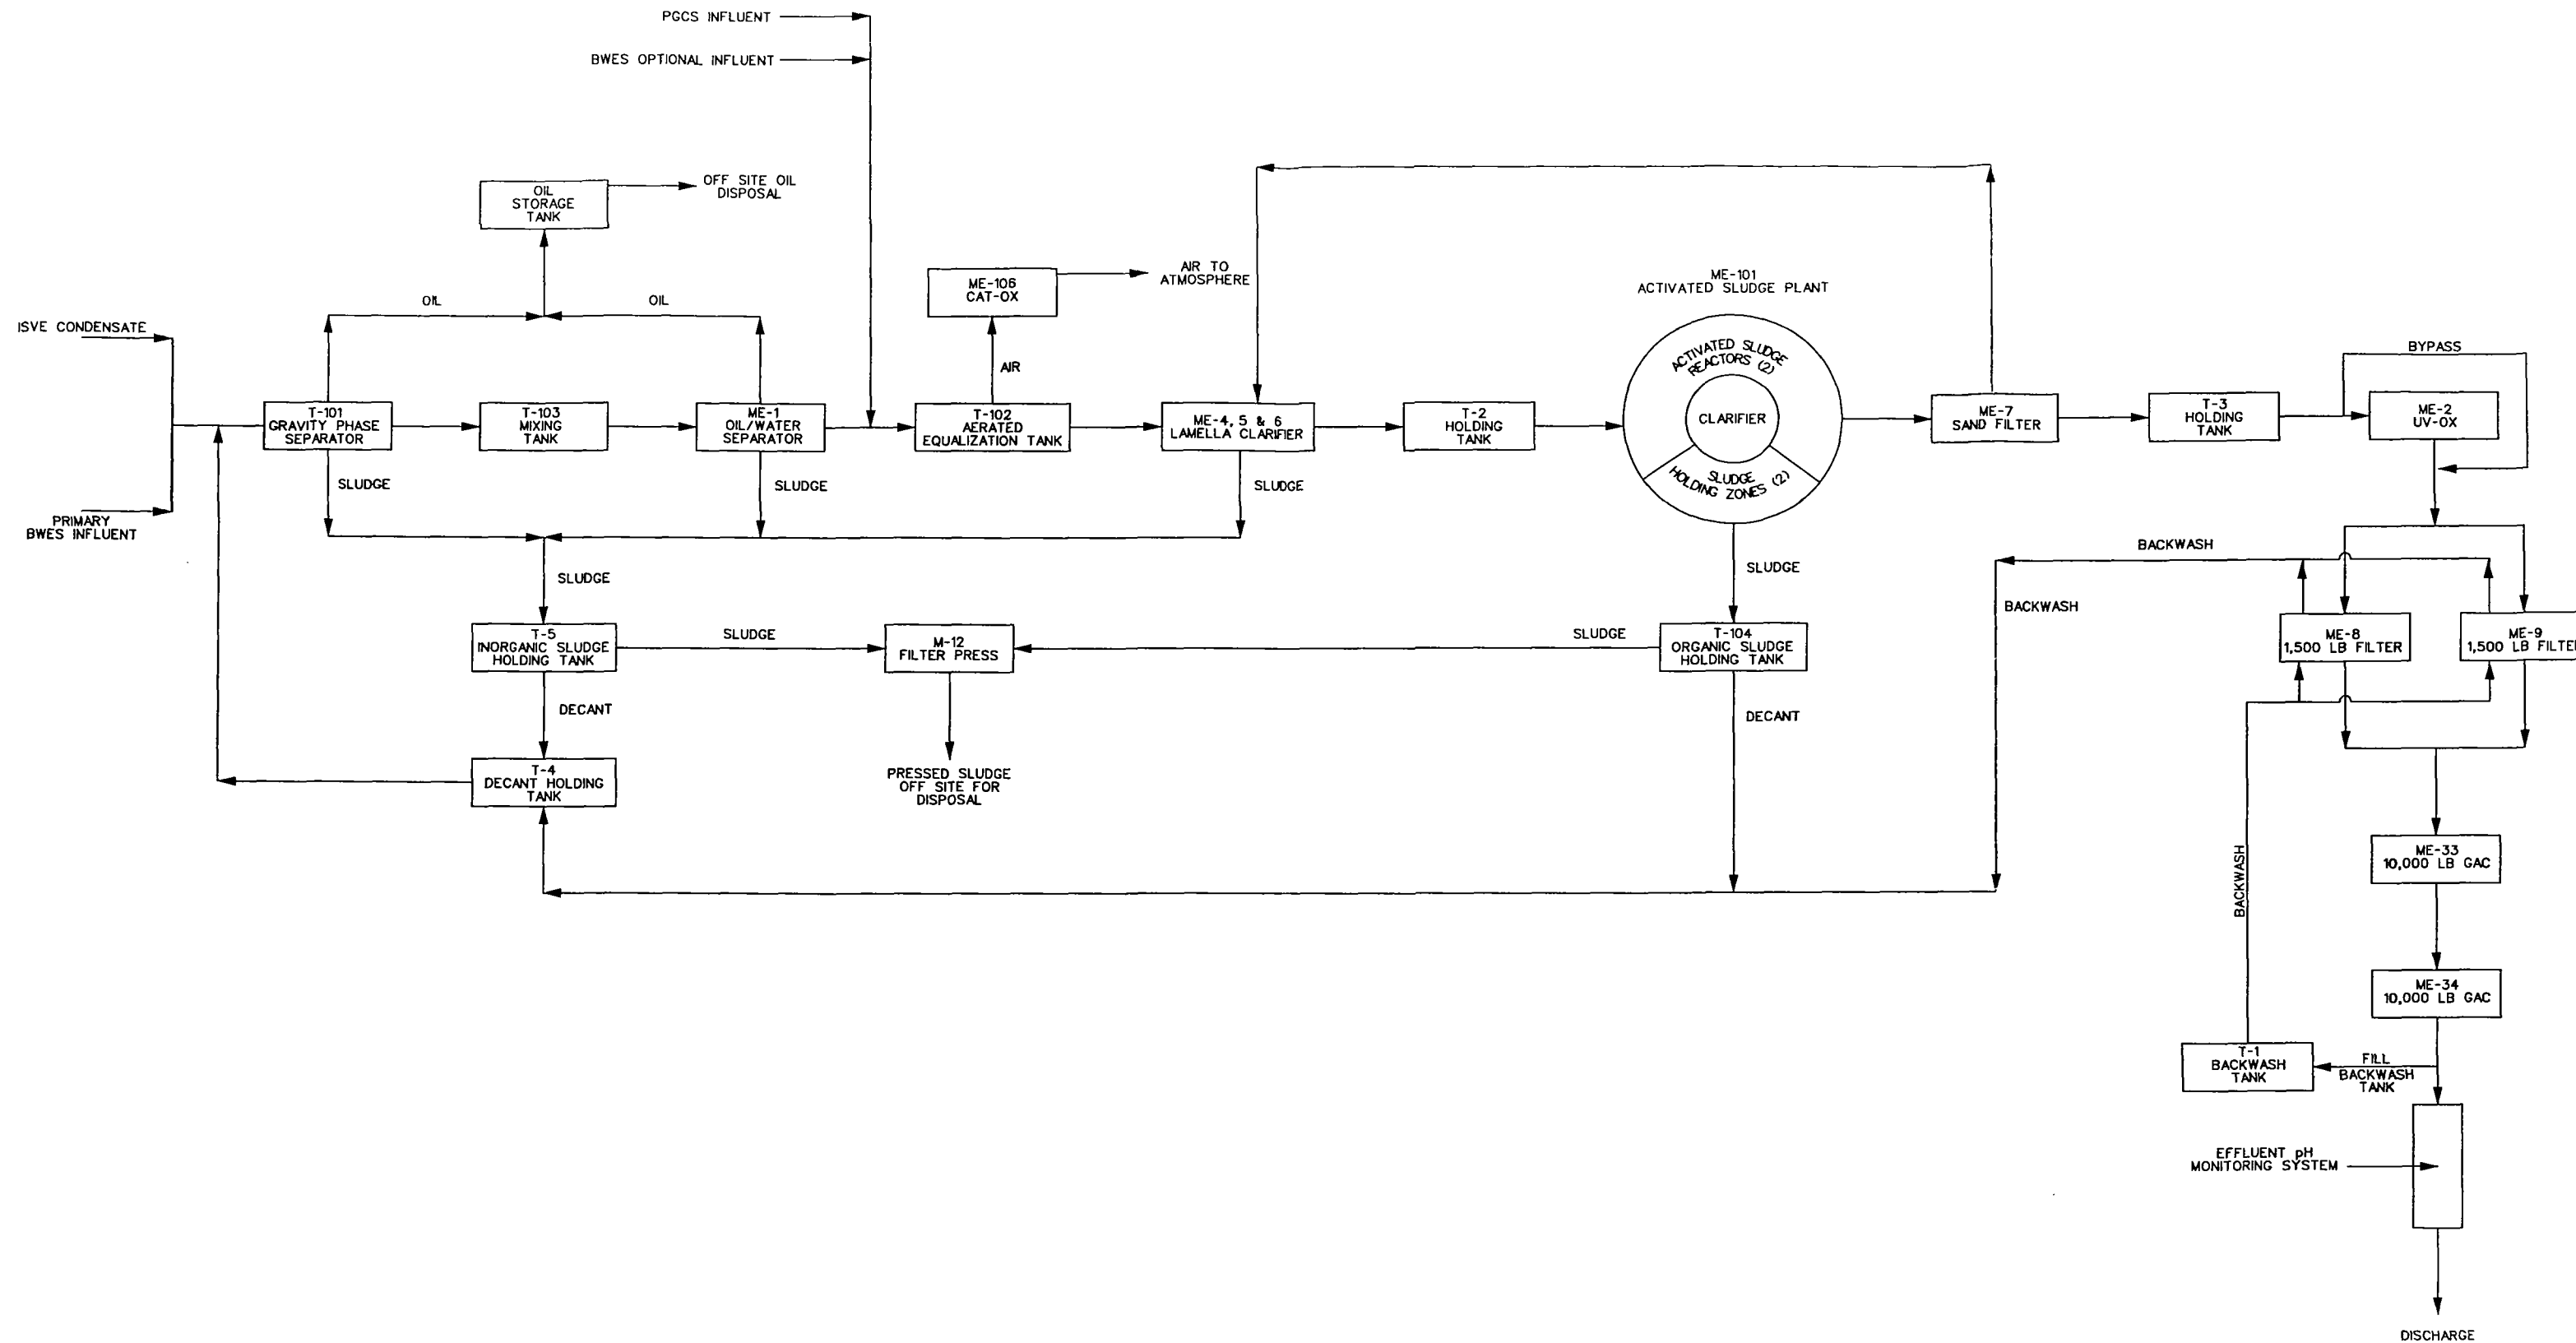 PGCS INFLUENT
BWES OPTIONAL INFLUENT
OIL
STORAGE
TANK
OFF SITE OIL
DISPOSAL
ME-106
CAT-OX
AIR TO
ATMOSPHERE
ME-101
ACTIVATED SLUDGE PLANT
OIL
OIL
ISVE CONDENSATE
AIR
BYPASS
T-101
GRAVITY PHASE
SEPARATOR
T-103
MIXING
TANK
ME-1
OIL/WATER
SEPARATOR
T-102
AERATED
EQUALIZATION TANK
ME-4, 5 & 6
LAMELLA CLARIFIER
T-2
HOLDING
TANK
ACTIVATED SLUDGE
REACTORS (2)
CLARIFIER
SLUDGE
HOLDING ZONES (2)
ME-7
SAND FILTER
T-3
HOLDING
TANK
ME-2
UV-OX
SLUDGE
SLUDGE
SLUDGE
PRIMARY
BWES INFLUENT
BACKWASH
SLUDGE
SLUDGE
BACKWASH
T-5
INORGANIC SLUDGE
HOLDING TANK
SLUDGE
M-12
FILTER PRESS
SLUDGE
T-104
ORGANIC SLUDGE
HOLDING TANK
ME-8
1,500 LB FILTER
ME-9
1,500 LB FILTER
DECANT
DECANT
T-4
DECANT HOLDING
TANK
PRESSED SLUDGE
OFF SITE FOR
DISPOSAL
BACKWASH
ME-33
10,000 LB GAC
ME-34
10,000 LB GAC
T-1
BACKWASH
TANK
FILL
BACKWASH
TANK
EFFLUENT pH
MONITORING SYSTEM
DISCHARGE